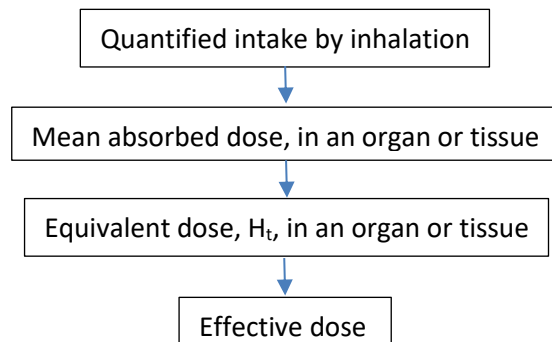 Quantified intake by inhalation
Mean absorbed dose, in an organ or tissue
Equivalent dose, Hₜ, in an organ or tissue
Effective dose